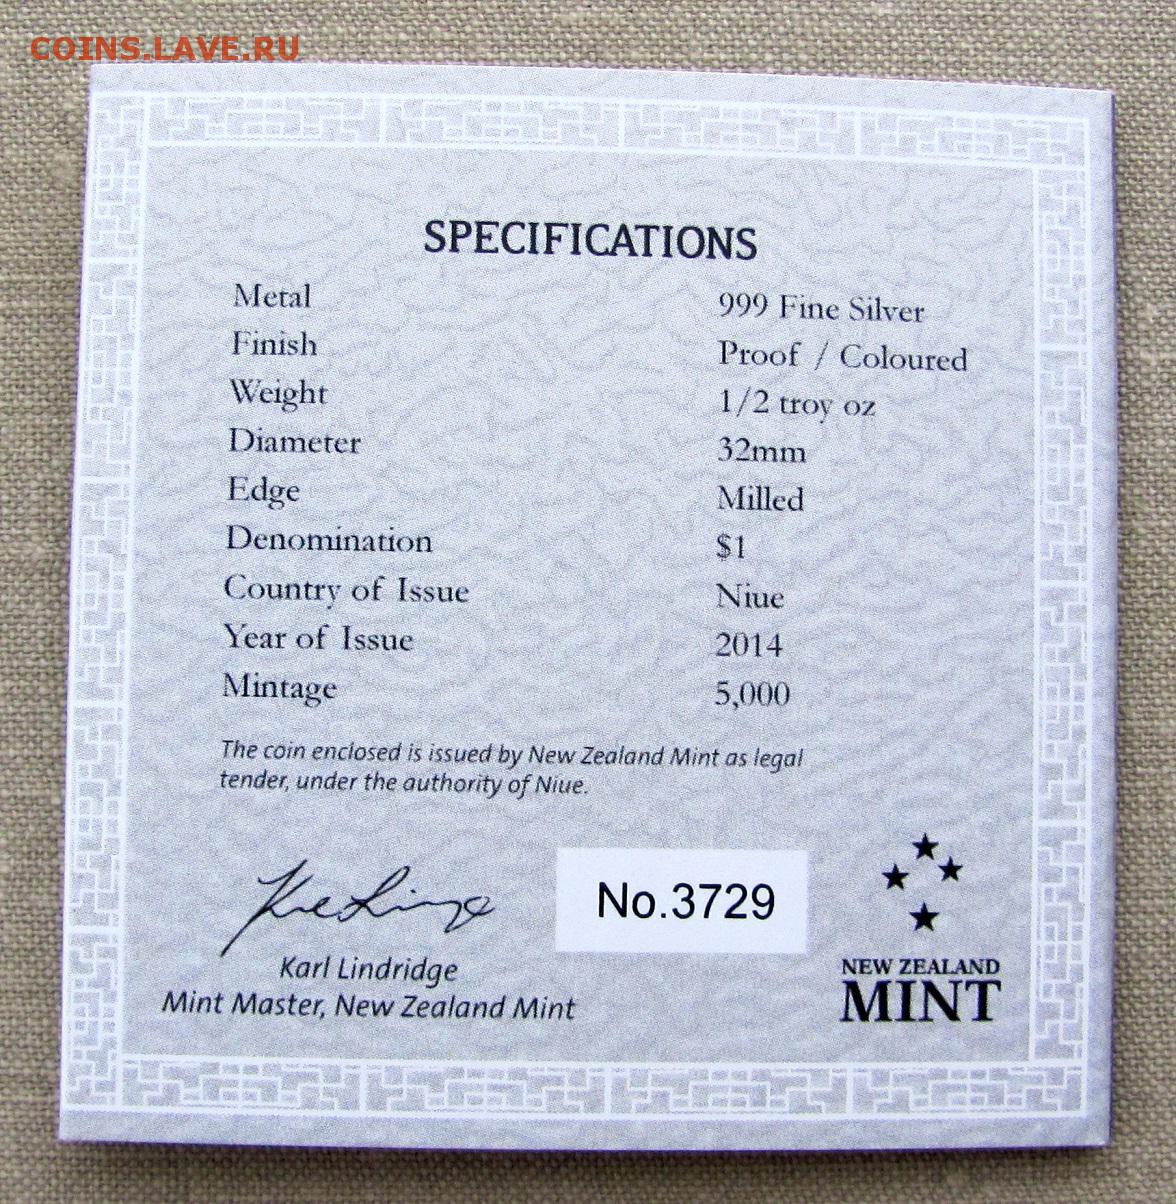 COINS.LAVE.RU
SPECIFICATIONS
Metal 999 Fine Silver
Finish Proof / Coloured
Weight 1/2 troy oz
Diameter 32mm
Edge Milled
Denomination $1
Country of Issue Niue
Year of Issue 2014
Mintage 5,000
The coin enclosed is issued by New Zealand Mint as legal
tender, under the authority of Niue.
No.3729
Karl Lindridge
Mint Master, New Zealand Mint
NEW ZEALAND
MINT